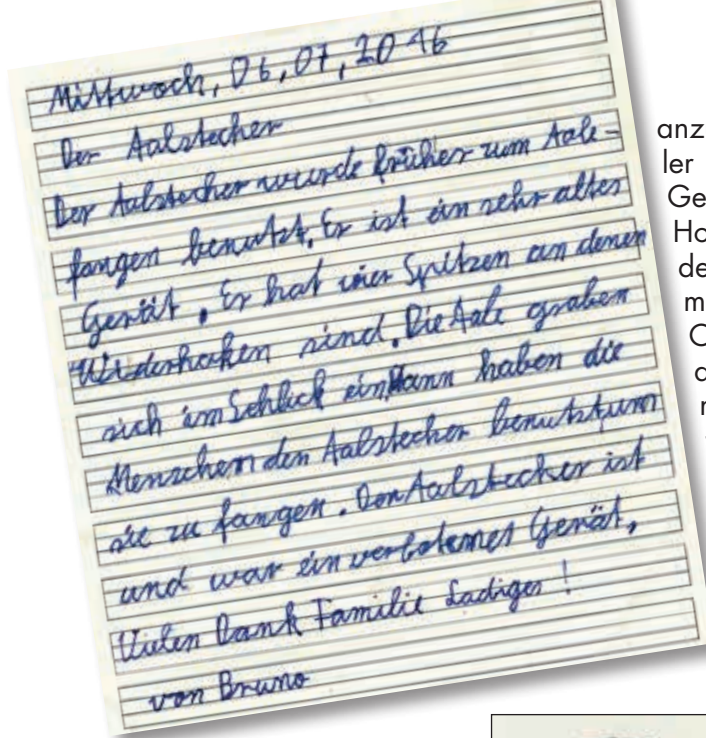 Mittwoch, 06,07,2016
Der Aalstecher
Der Aalstecher wurde früher zum Aale-
fangen benutzt. Er ist ein sehr altes
Gerät. Er hat vier Spitzen an denen
Widerhaken sind. Die Aale graben
sich im Schlick ein. Dann haben die
Menschen den Aalstecher benutzt um
sie zu fangen. Der Aalstecher ist
und war ein verbotenes Gerät,
Vielen Dank Familie Ladiges!
von Bruno
anz
ler
Ge
Ho
de
m